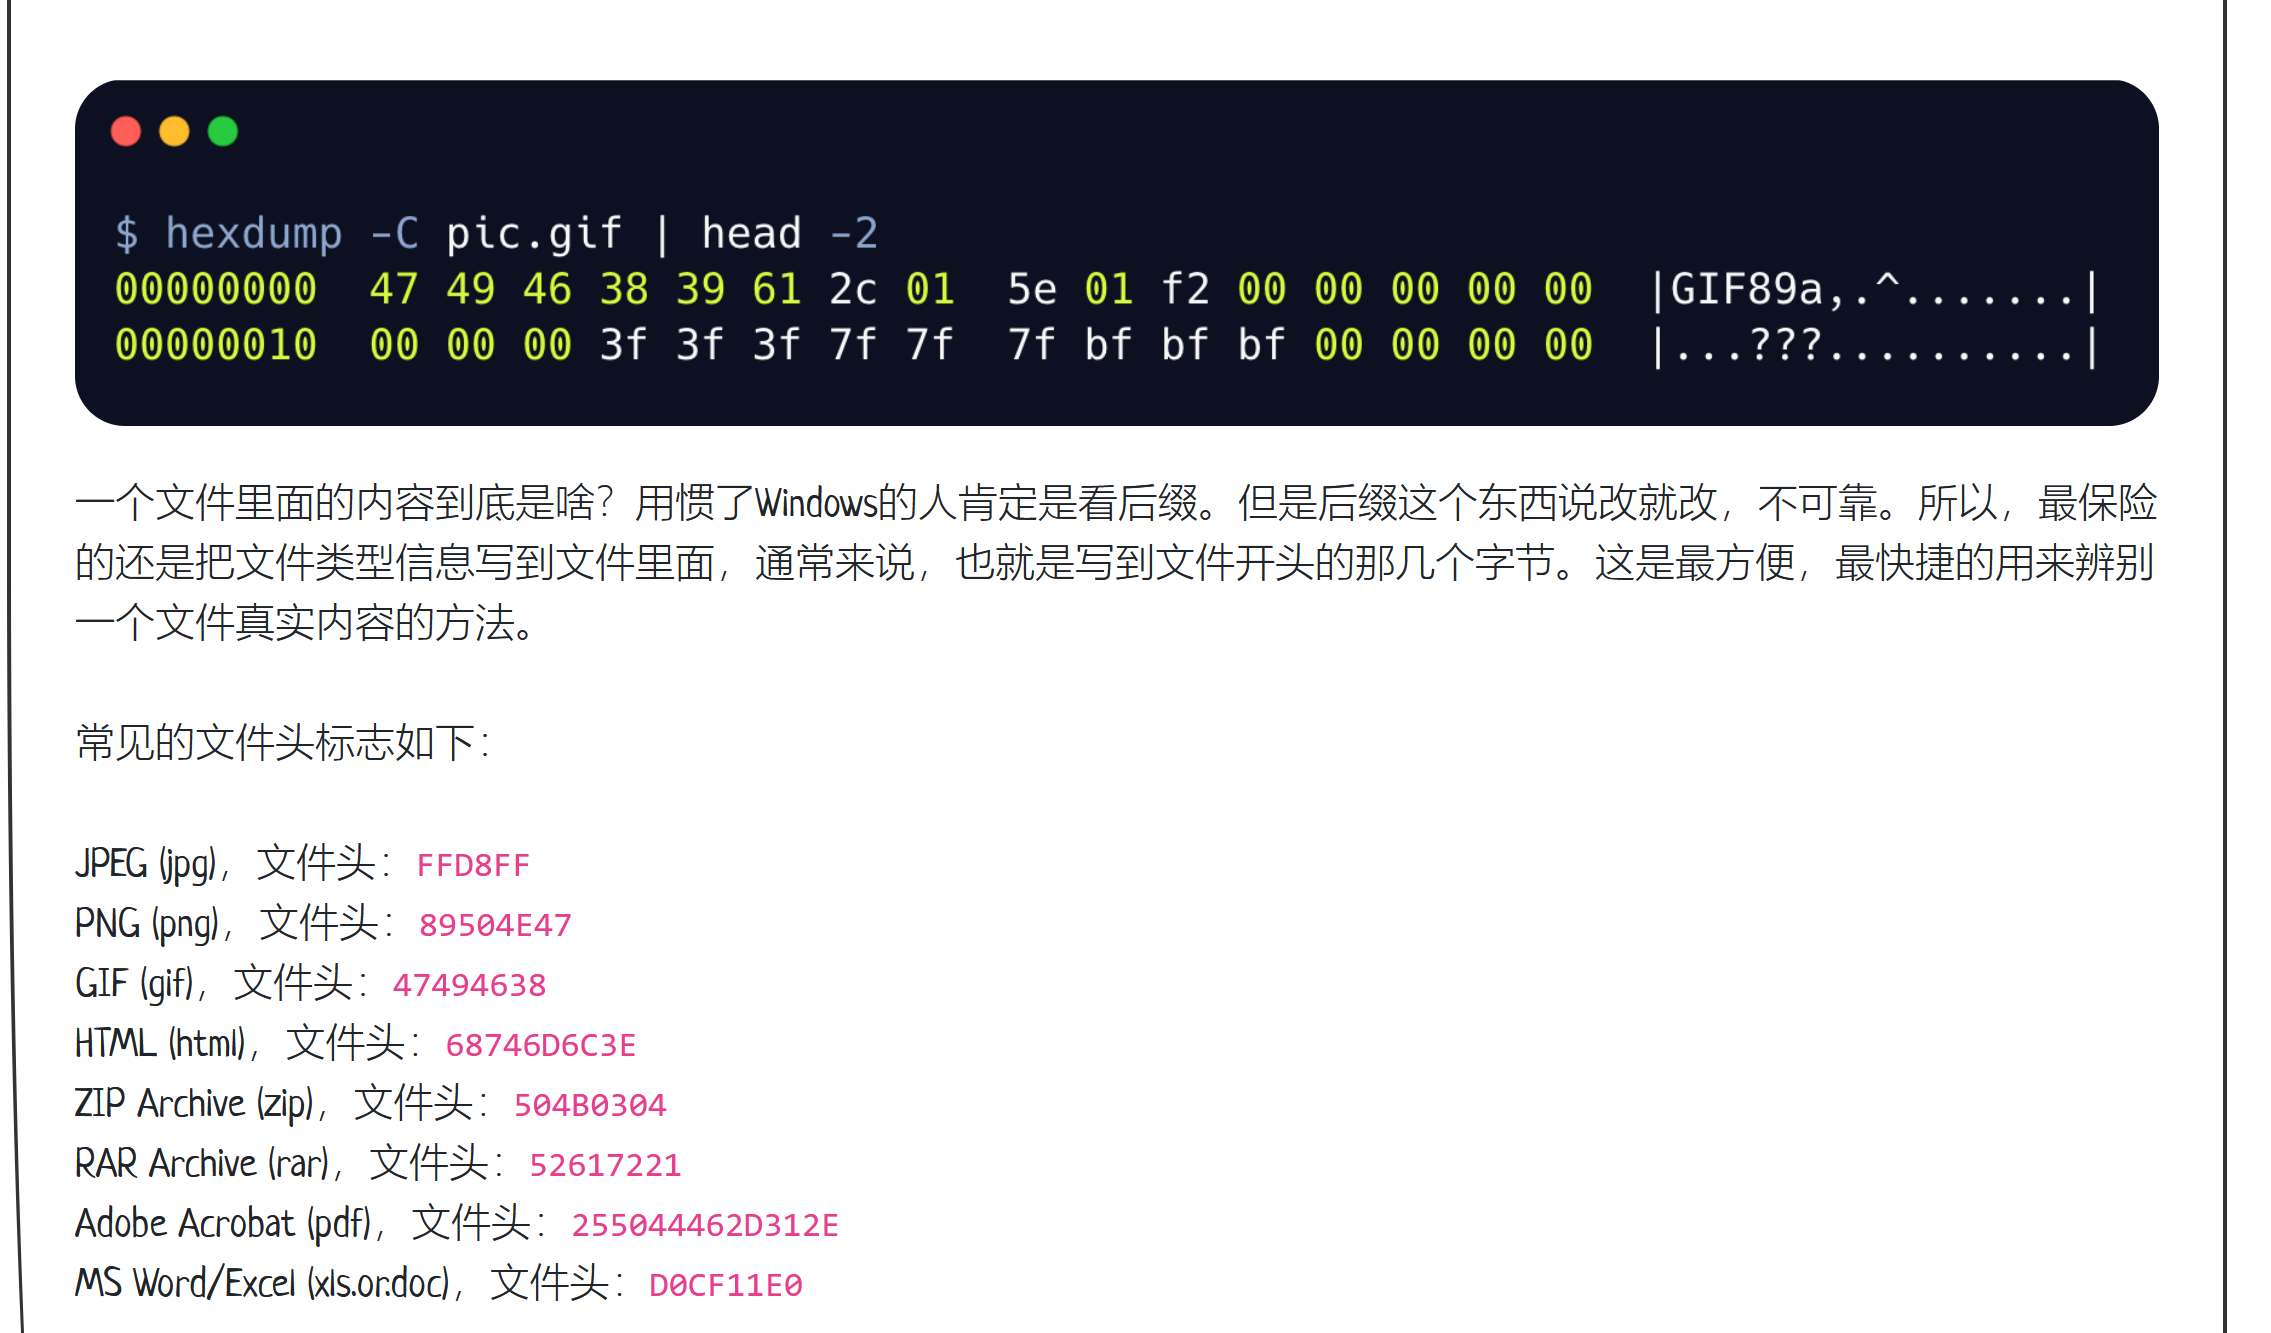 $ hexdump -C pic.gif | head -2
00000000  47 49 46 38 39 61 2c 01  5e 01 f2 00 00 00 00 00  |GIF89a,.^.......|
00000010  00 00 00 3f 3f 3f 7f 7f  7f bf bf bf 00 00 00 00  |...???..........|
一个文件里面的内容到底是啥？用惯了Windows的人肯定是看后缀。但是后缀这个东西说改就改，不可靠。所以，最保险
的还是把文件类型信息写到文件里面，通常来说，也就是写到文件开头的那几个字节。这是最方便，最快捷的用来辨别
一个文件真实内容的方法。
常见的文件头标志如下：
JPEG (jpg)，文件头：FFD8FF
PNG (png)，文件头：89504E47
GIF (gif)，文件头：47494638
HTML (html)，文件头：68746D6C3E
ZIP Archive (zip)，文件头：504B0304
RAR Archive (rar)，文件头：52617221
Adobe Acrobat (pdf)，文件头：255044462D312E
MS Word/Excel (xls.or.doc)，文件头：D0CF11E0